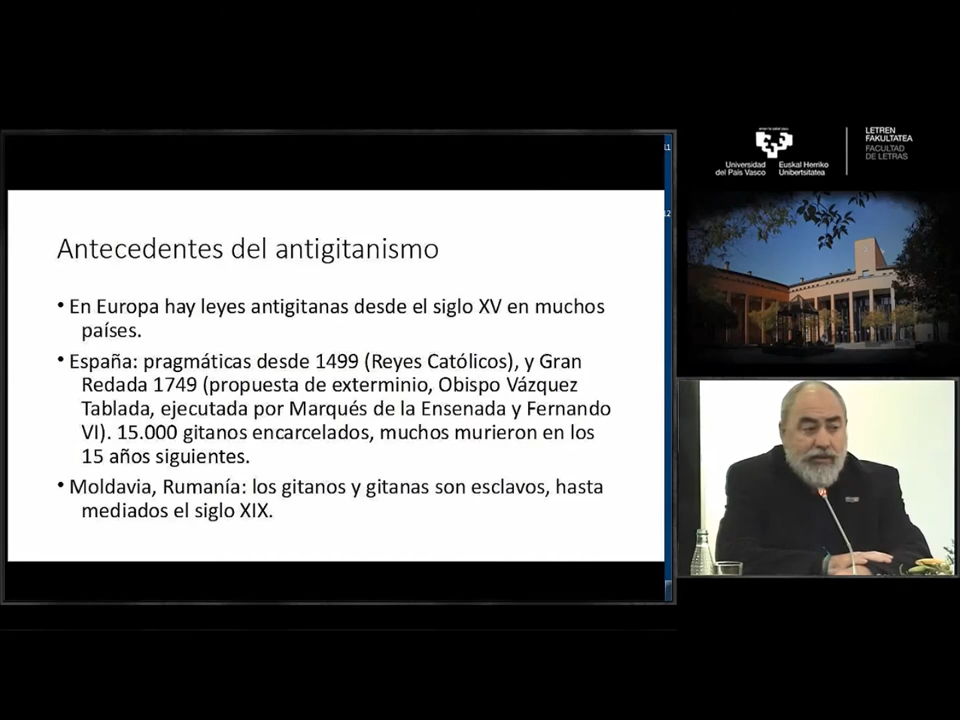 Antecedentes del antigitanismo
• En Europa hay leyes antigitanas desde el siglo XV en muchos
países.
• España: pragmáticas desde 1499 (Reyes Católicos), y Gran
Redada 1749 (propuesta de exterminio, Obispo Vázquez
Tablada, ejecutada por Marqués de la Ensenada y Fernando
VI). 15.000 gitanos encarcelados, muchos murieron en los
15 años siguientes.
• Moldavia, Rumanía: los gitanos y gitanas son esclavos, hasta
mediados el siglo XIX.
11
12
Universidad
del País Vasco
Euskal Herriko
Unibertsitatea
LETREN
FAKULTATEA
FACULTAD
DE LETRAS